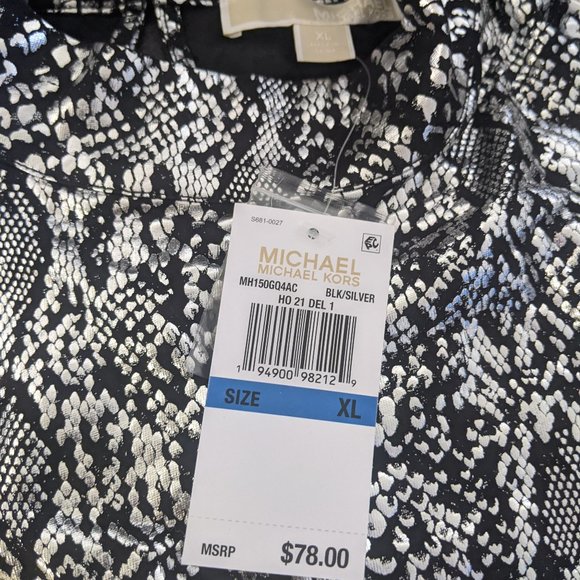 XL
S681-0027
MICHAEL
MICHAEL KORS
MH150GQ4AC BLK/SILVER
HO 21 DEL 1
1 94900 98212 9
SIZE XL
MSRP $78.00